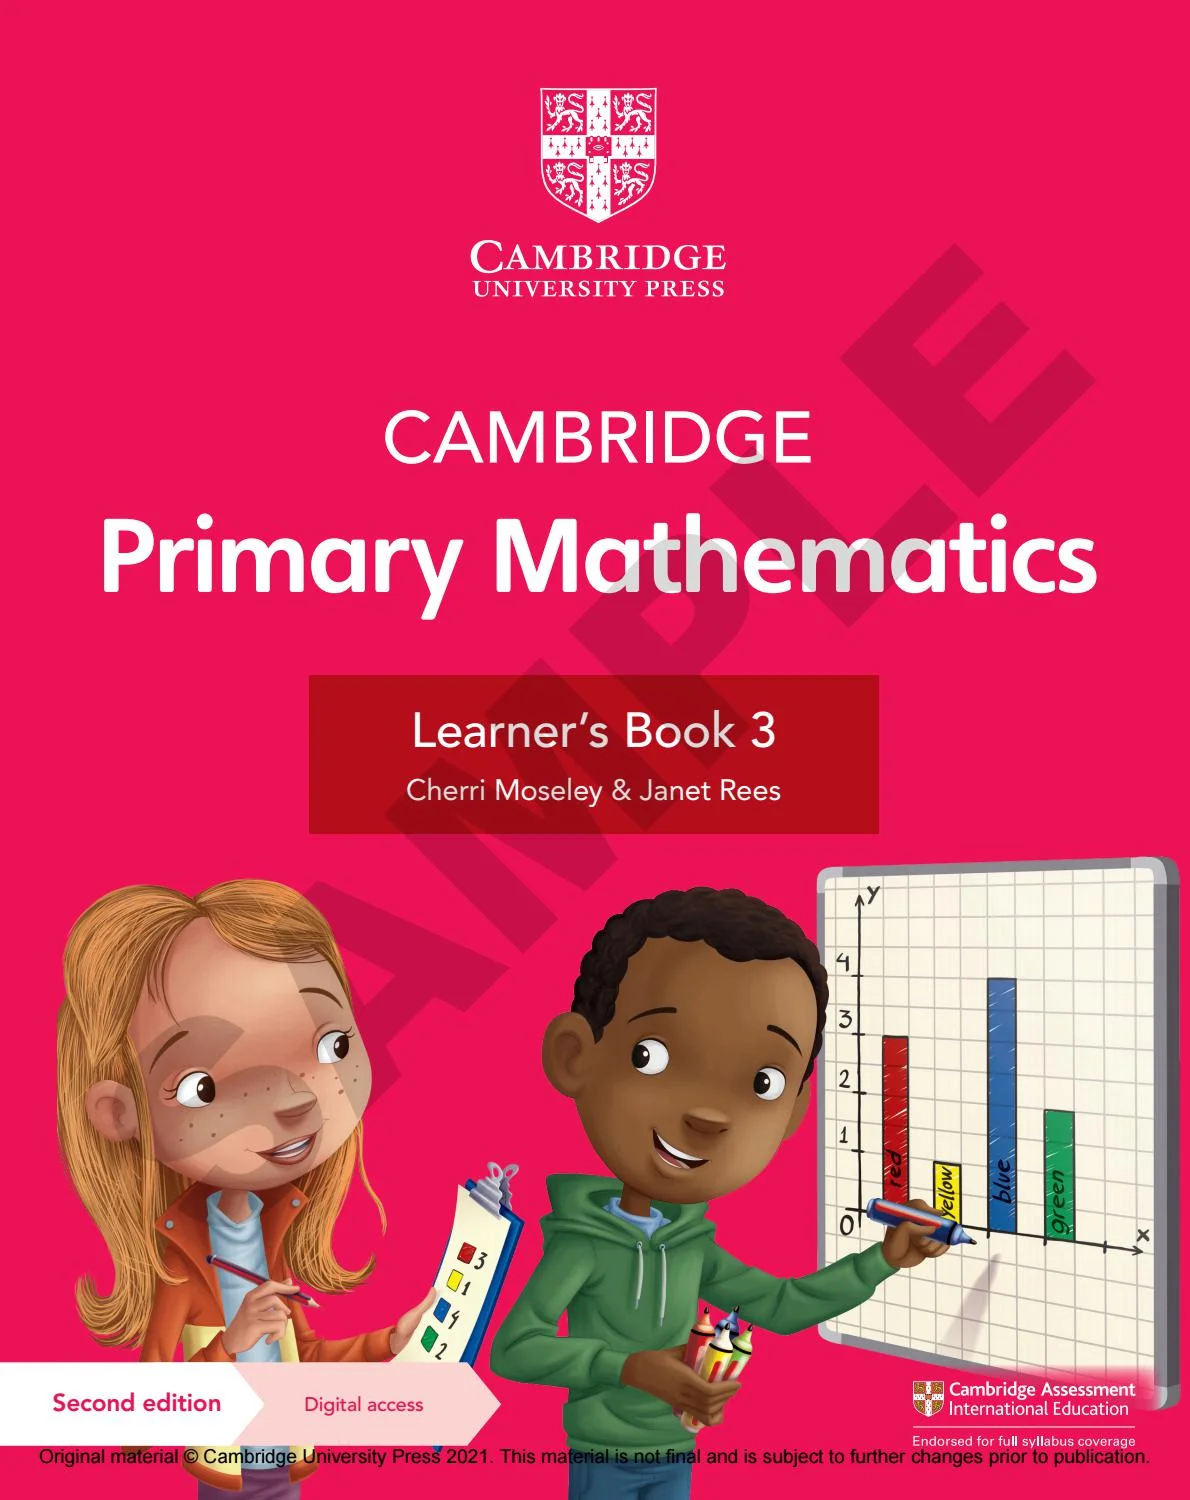 CAMBRIDGE
UNIVERSITY PRESS
CAMBRIDGE
Primary Mathematics
SAMPLE
Learner's Book 3
Cherri Moseley & Janet Rees
y
4
3
2
1
0
red
yellow
blue
green
x
3
1
4
2
Second edition
Digital access
Cambridge Assessment
International Education
Endorsed for full syllabus coverage
Original material © Cambridge University Press 2021. This material is not final and is subject to further changes prior to publication.